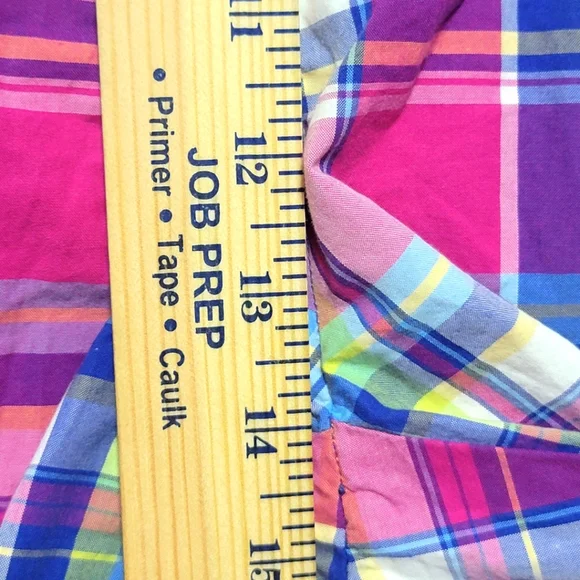 11
12
13
14
15
JOB PREP
• Primer • Tape • Caulk